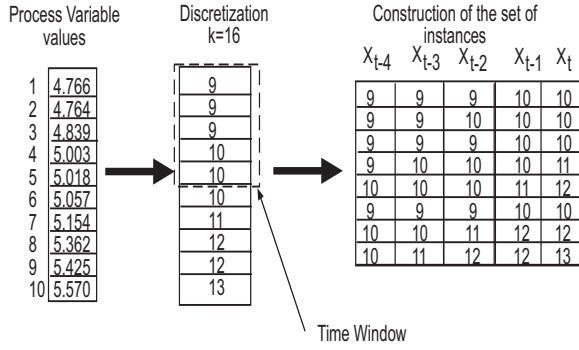 Process Variable
values
1 4.766
2 4.764
3 4.839
4 5.003
5 5.018
6 5.057
7 5.154
8 5.362
9 5.425
10 5.570
Discretization
k=16
9
9
9
10
10
10
11
12
12
13
Time Window
Construction of the set of
instances
Xt-4 Xt-3 Xt-2 Xt-1 Xt
9 9 9 10 10
9 9 10 10 10
9 9 9 10 10
9 10 10 10 11
10 10 10 11 12
9 9 9 10 10
10 10 11 12 12
10 11 12 12 13